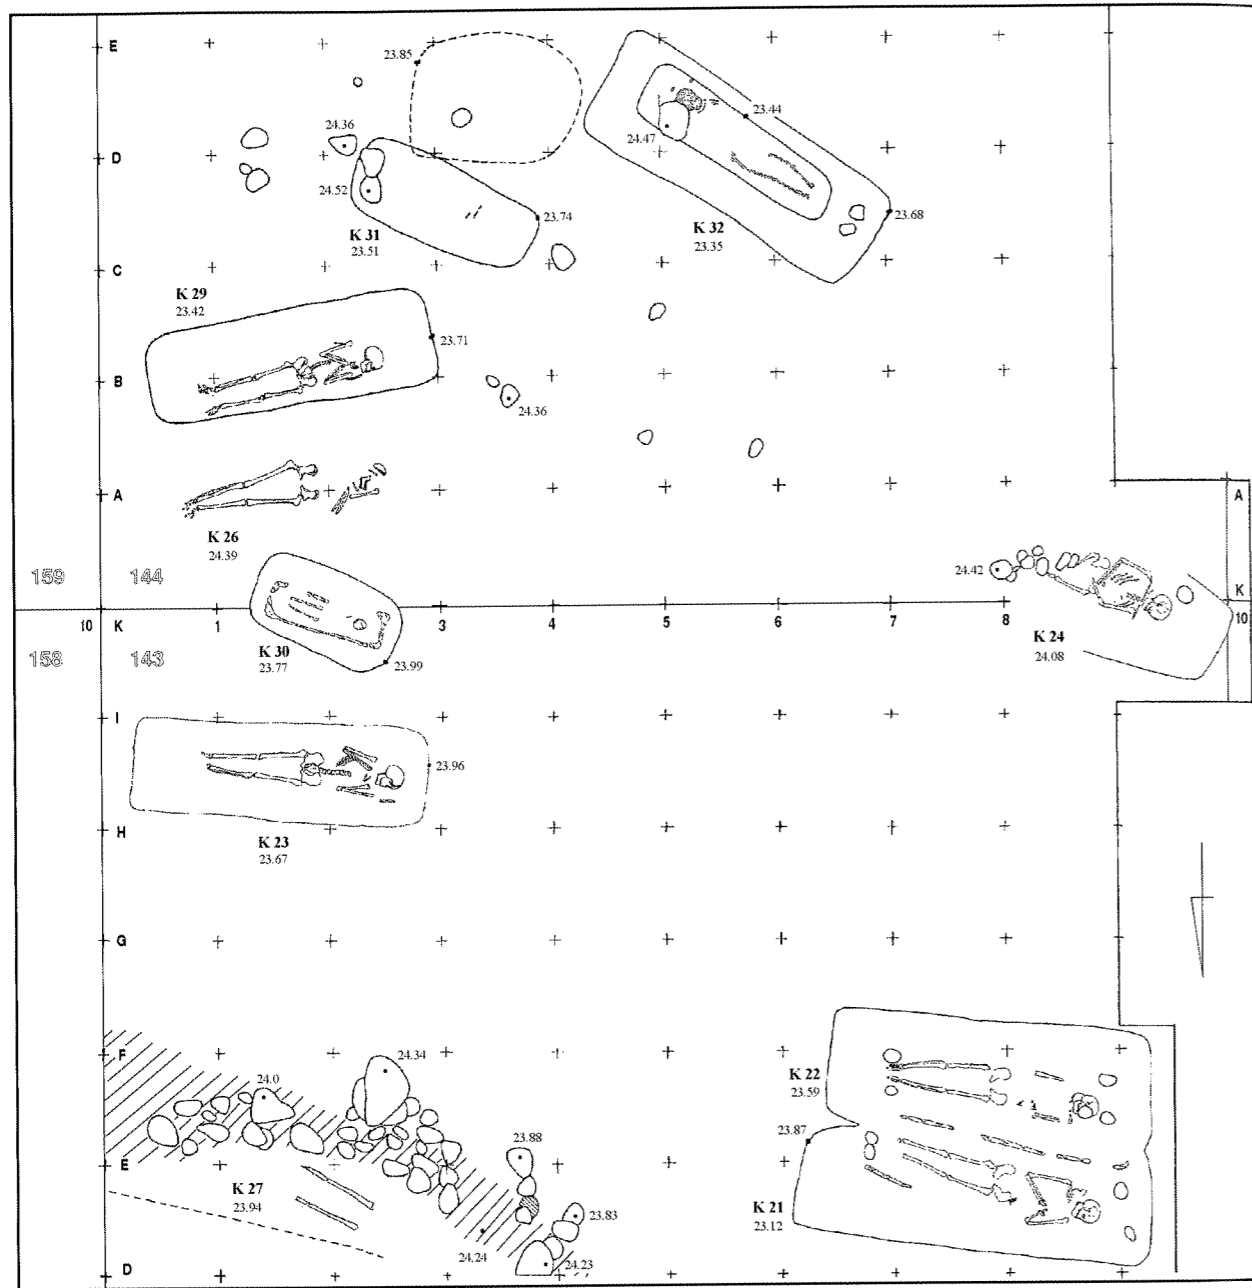 E
23.85
24.36
23.44
24.47
D
24.52
23.74
23.68
K 31
23.51
K 32
23.35
C
K 29
23.42
23.71
B
24.36
A
A
K 26
24.39
24.42
159 144
K
10 K 1 3 4 5 6 7 8 10
158 143
K 30
23.77
23.99
K 24
24.08
I
23.96
H
K 23
23.67
G
F
24.34
24.0
K 22
23.59
23.88
23.87
E
K 27
23.94
23.83
K 21
23.12
24.24
24.23
D